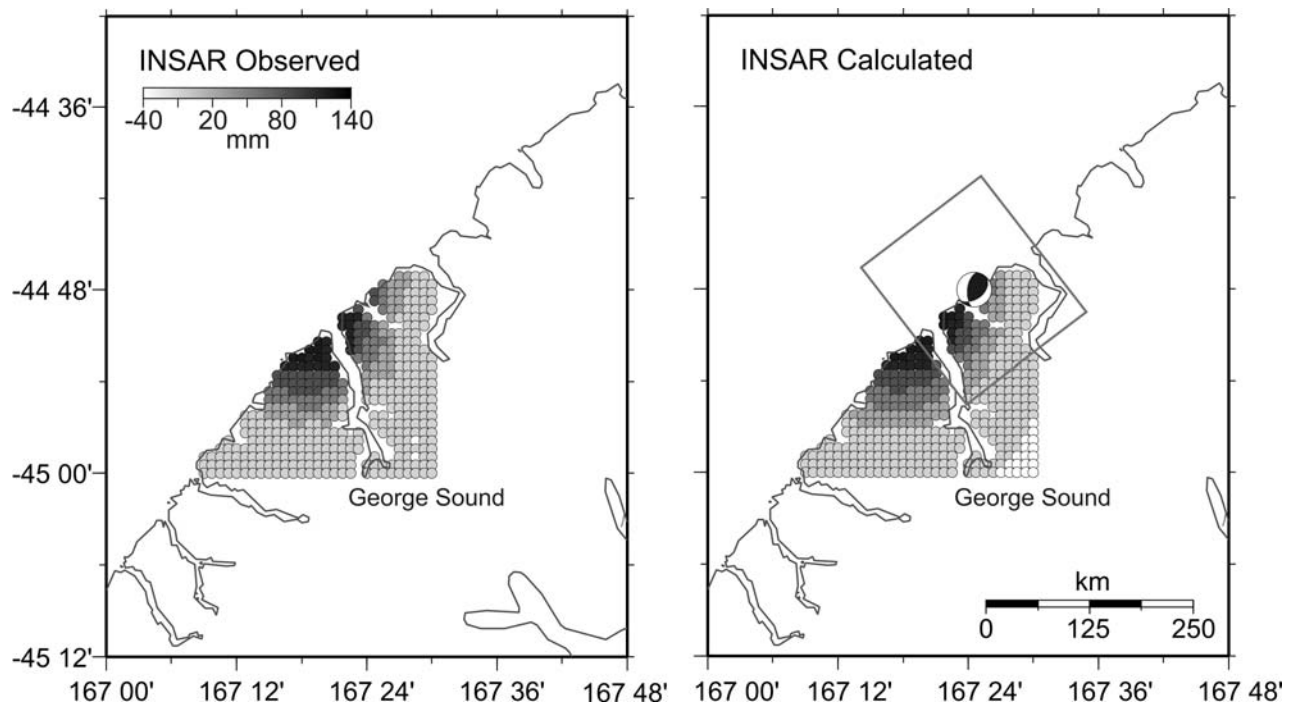 INSAR Observed
-40 20 80 140
mm
-44 36'
-44 48'
-45 00'
-45 12'
George Sound
167 00' 167 12' 167 24' 167 36' 167 48'
INSAR Calculated
George Sound
km
0 125 250
167 00' 167 12' 167 24' 167 36' 167 48'